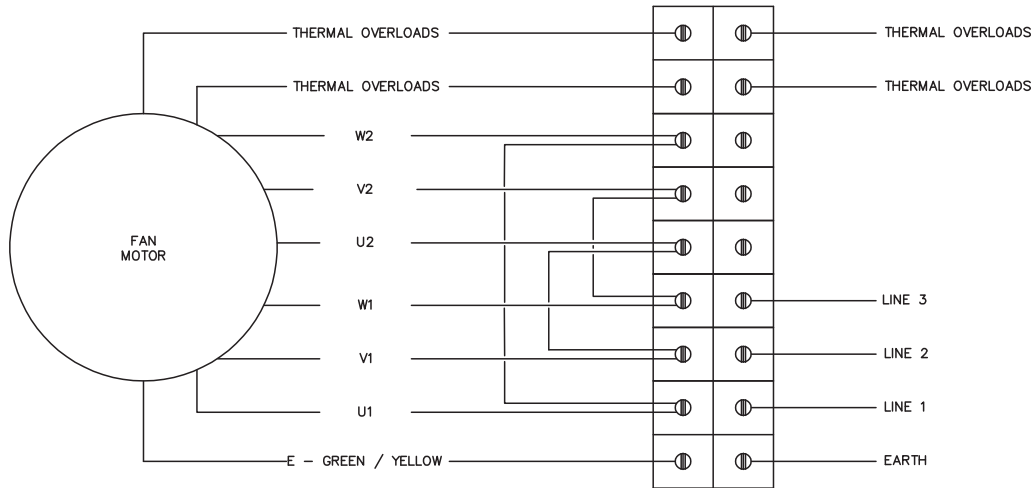 THERMAL OVERLOADS
THERMAL OVERLOADS
THERMAL OVERLOADS
THERMAL OVERLOADS
W2
V2
U2
FAN
MOTOR
W1
LINE 3
V1
LINE 2
U1
LINE 1
E - GREEN / YELLOW
EARTH